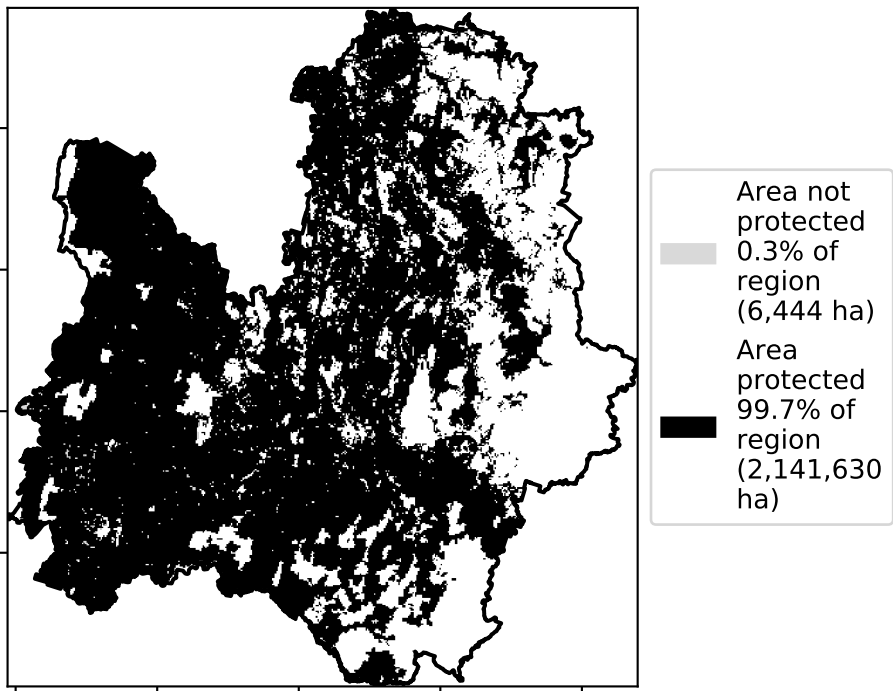 Area not
protected
0.3% of
region
(6,444 ha)
Area
protected
99.7% of
region
(2,141,630
ha)